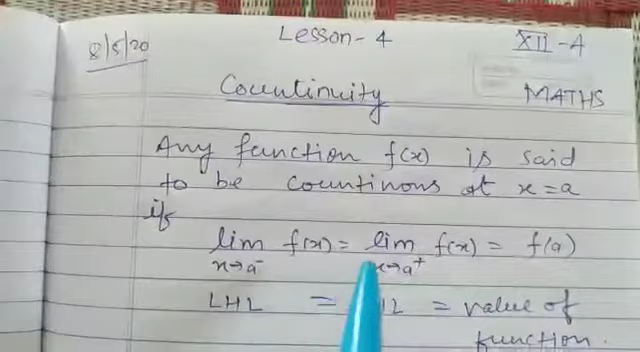 8/5/20 Lesson-4 XII-A
Countinuity MATHS
Any function f(x) is said
to be countinous at x=a
if
lim f(x) = lim f(x) = f(a)
x→a⁻ x→a⁺
LHL = = value of
function.